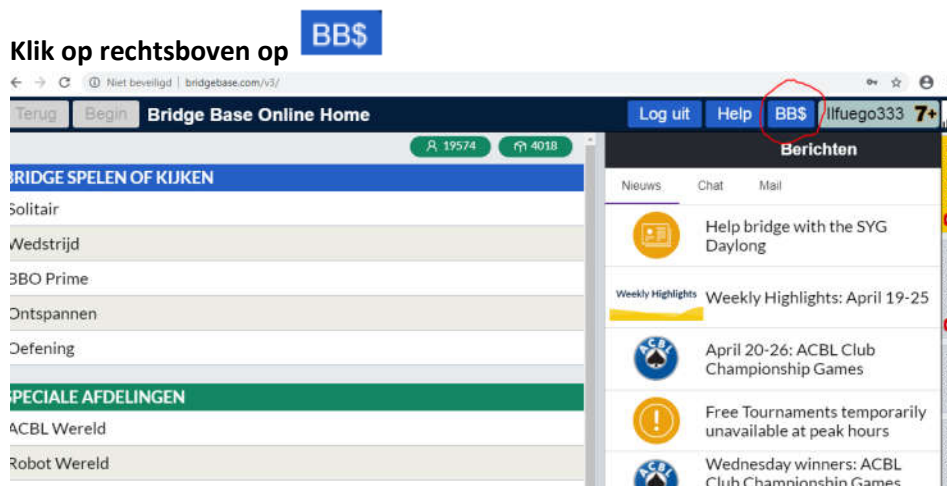 Klik op rechtsboven op BB$
Niet beveiligd | bridgebase.com/v3/
Terug Begin Bridge Base Online Home Log uit Help BB$ llfuego333 7+
19574 4018 Berichten
BRIDGE SPELEN OF KIJKEN
Nieuws Chat Mail
Solitair
Help bridge with the SYG
Daylong
Wedstrijd
BBO Prime
Weekly Highlights Weekly Highlights: April 19-25
Ontspannen
Oefening
ACBL
April 20-26: ACBL Club
Championship Games
SPECIALE AFDELINGEN
Free Tournaments temporarily
unavailable at peak hours
ACBL Wereld
Robot Wereld
ACBL
Wednesday winners: ACBL
Club Championship Games